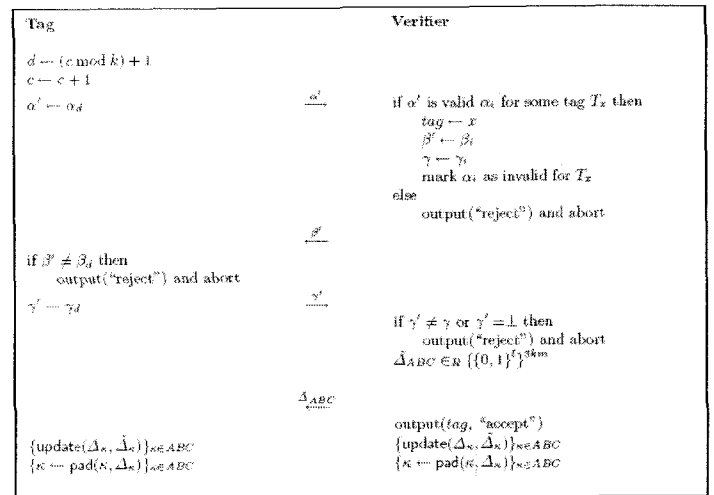 Tag
Verifier
d ← (c mod k) + 1
c ← c + 1
α′ ← α_d
α′ →
if α′ is valid α_i for some tag T_x then
tag ← x
β′ ← β_i
γ ← γ_i
mark α_i as invalid for T_x
else
output("reject") and abort
β′ ←
if β′ ≠ β_d then
output("reject") and abort
γ′ ← γ_d
γ′ →
if γ′ ≠ γ or γ′ = ⊥ then
output("reject") and abort
Δ̃_ABC ∈_R {{0, 1}^ℓ}^3km
Δ̃_ABC ←
output(tag, "accept")
{update(Δ_κ, Δ̃_κ)}_κ∈ABC
{update(Δ_κ, Δ̃_κ)}_κ∈ABC
{κ ← pad(κ, Δ_κ)}_κ∈ABC
{κ ← pad(κ, Δ_κ)}_κ∈ABC